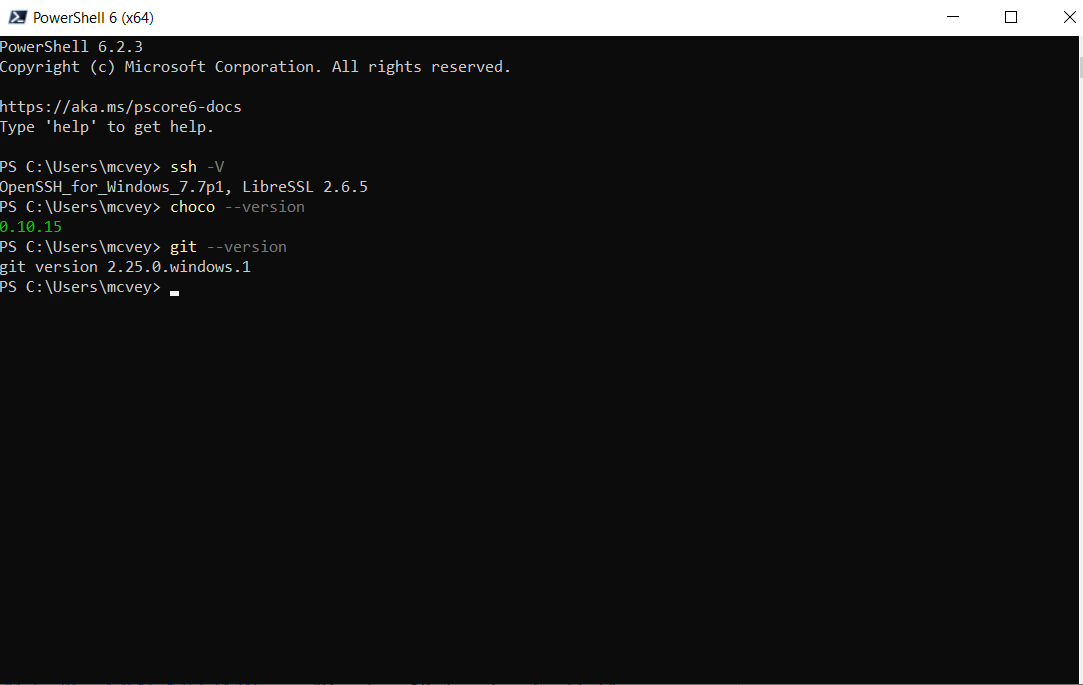 PowerShell 6 (x64)
PowerShell 6.2.3
Copyright (c) Microsoft Corporation. All rights reserved.
https://aka.ms/pscore6-docs
Type 'help' to get help.
PS C:\Users\mcvey> ssh -V
OpenSSH_for_Windows_7.7p1, LibreSSL 2.6.5
PS C:\Users\mcvey> choco --version
0.10.15
PS C:\Users\mcvey> git --version
git version 2.25.0.windows.1
PS C:\Users\mcvey>